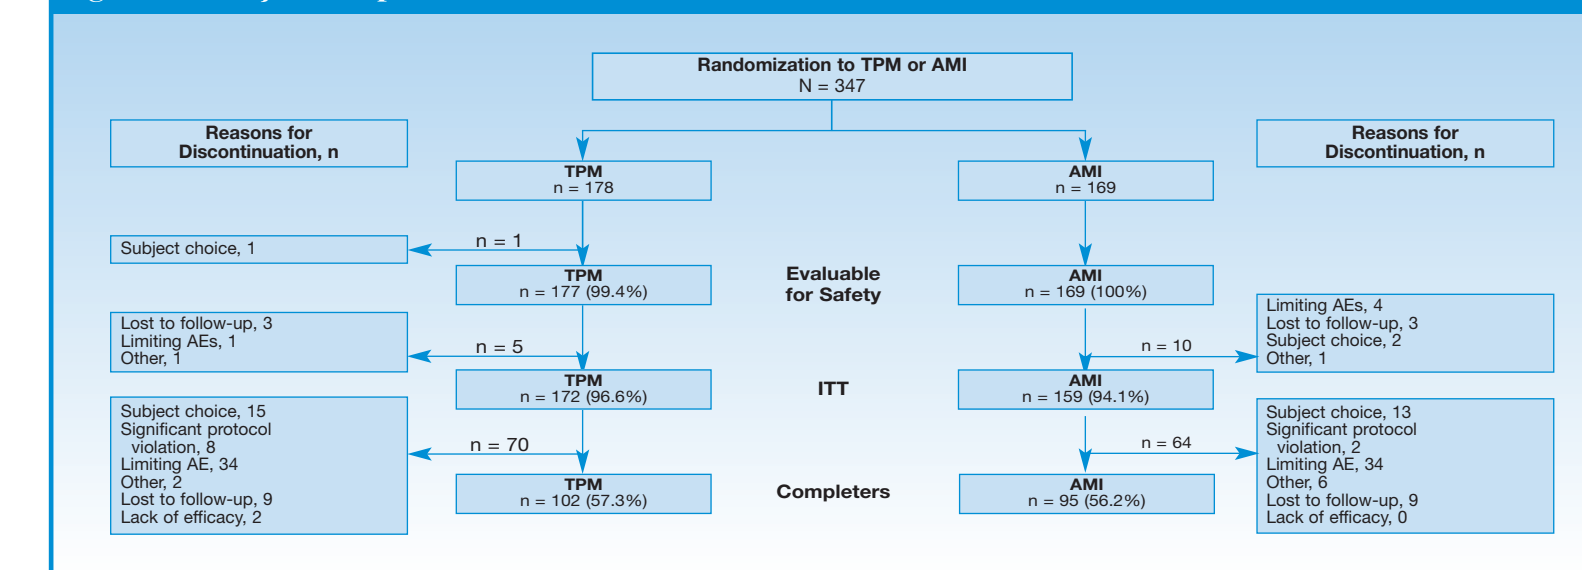 Randomization to TPM or AMI
N = 347
Reasons for
Discontinuation, n
Reasons for
Discontinuation, n
TPM
n = 178
AMI
n = 169
Subject choice, 1
n = 1
TPM
n = 177 (99.4%)
Evaluable
for Safety
AMI
n = 169 (100%)
Lost to follow-up, 3
Limiting AEs, 1
Other, 1
n = 5
n = 10
Limiting AEs, 4
Lost to follow-up, 3
Subject choice, 2
Other, 1
TPM
n = 172 (96.6%)
ITT
AMI
n = 159 (94.1%)
Subject choice, 15
Significant protocol
violation, 8
Limiting AE, 34
Other, 2
Lost to follow-up, 9
Lack of efficacy, 2
n = 70
n = 64
Subject choice, 13
Significant protocol
violation, 2
Limiting AE, 34
Other, 6
Lost to follow-up, 9
Lack of efficacy, 0
TPM
n = 102 (57.3%)
Completers
AMI
n = 95 (56.2%)